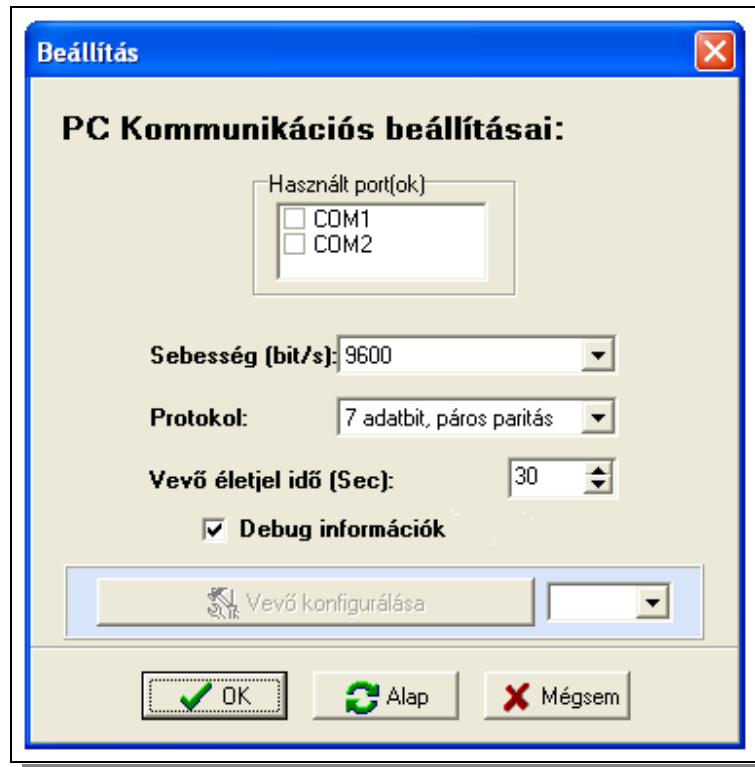 Beállítás
PC Kommunikációs beállításai:
Használt port(ok)
COM1
COM2
Sebesség (bit/s): 9600
Protokol: 7 adatbit, páros paritás
Vevő életjel idő (Sec): 30
Debug információk
Vevő konfigurálása
OK Alap Mégsem